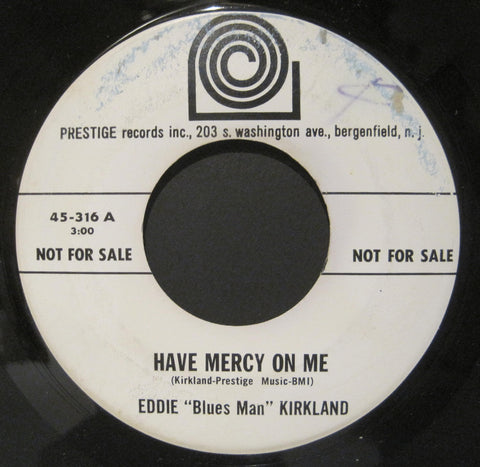 PRESTIGE records inc., 203 s. washington ave., bergenfield, n. j.
45-316 A
3:00
NOT FOR SALE
NOT FOR SALE
HAVE MERCY ON ME
(Kirkland-Prestige Music-BMI)
EDDIE "Blues Man" KIRKLAND